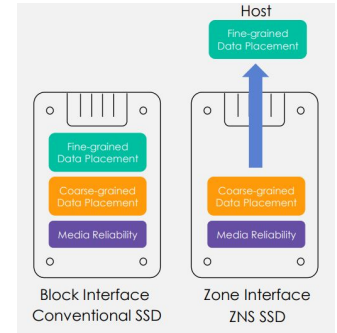 Host
Fine-grained
Data Placement
Fine-grained
Data Placement
Coarse-grained
Data Placement
Media Reliability
Coarse-grained
Data Placement
Media Reliability
Block Interface
Conventional SSD
Zone Interface
ZNS SSD